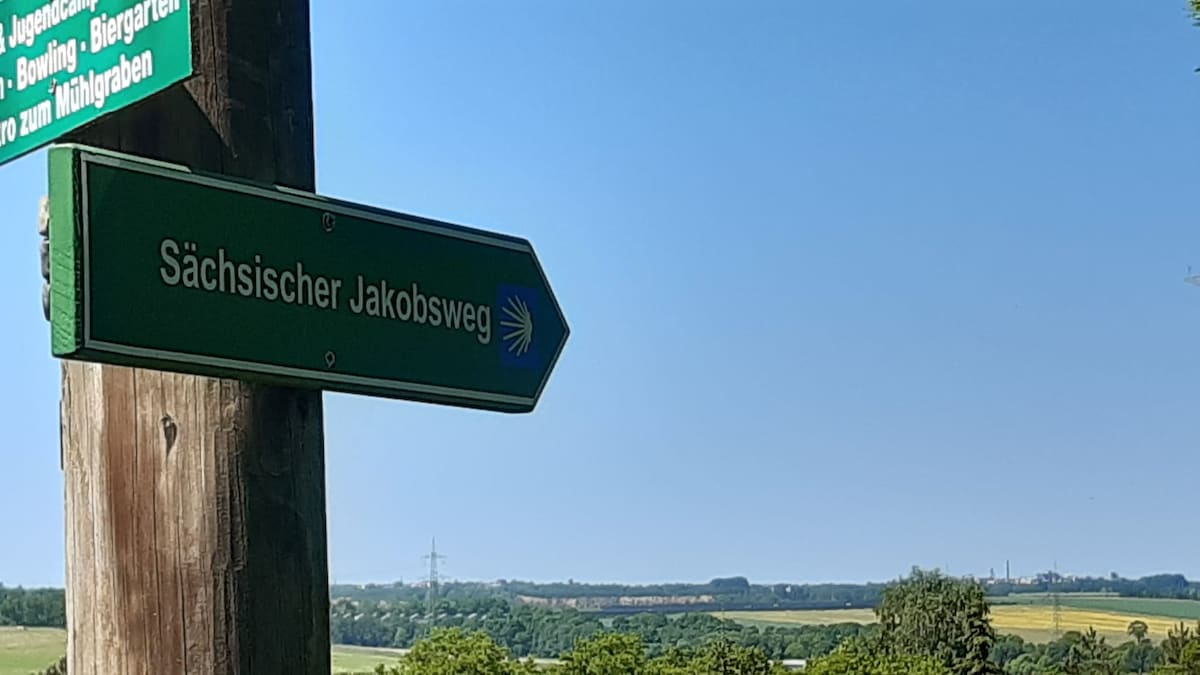 & Jugendcamp
· Bowling · Biergarten
zum Mühlgraben
Sächsischer Jakobsweg